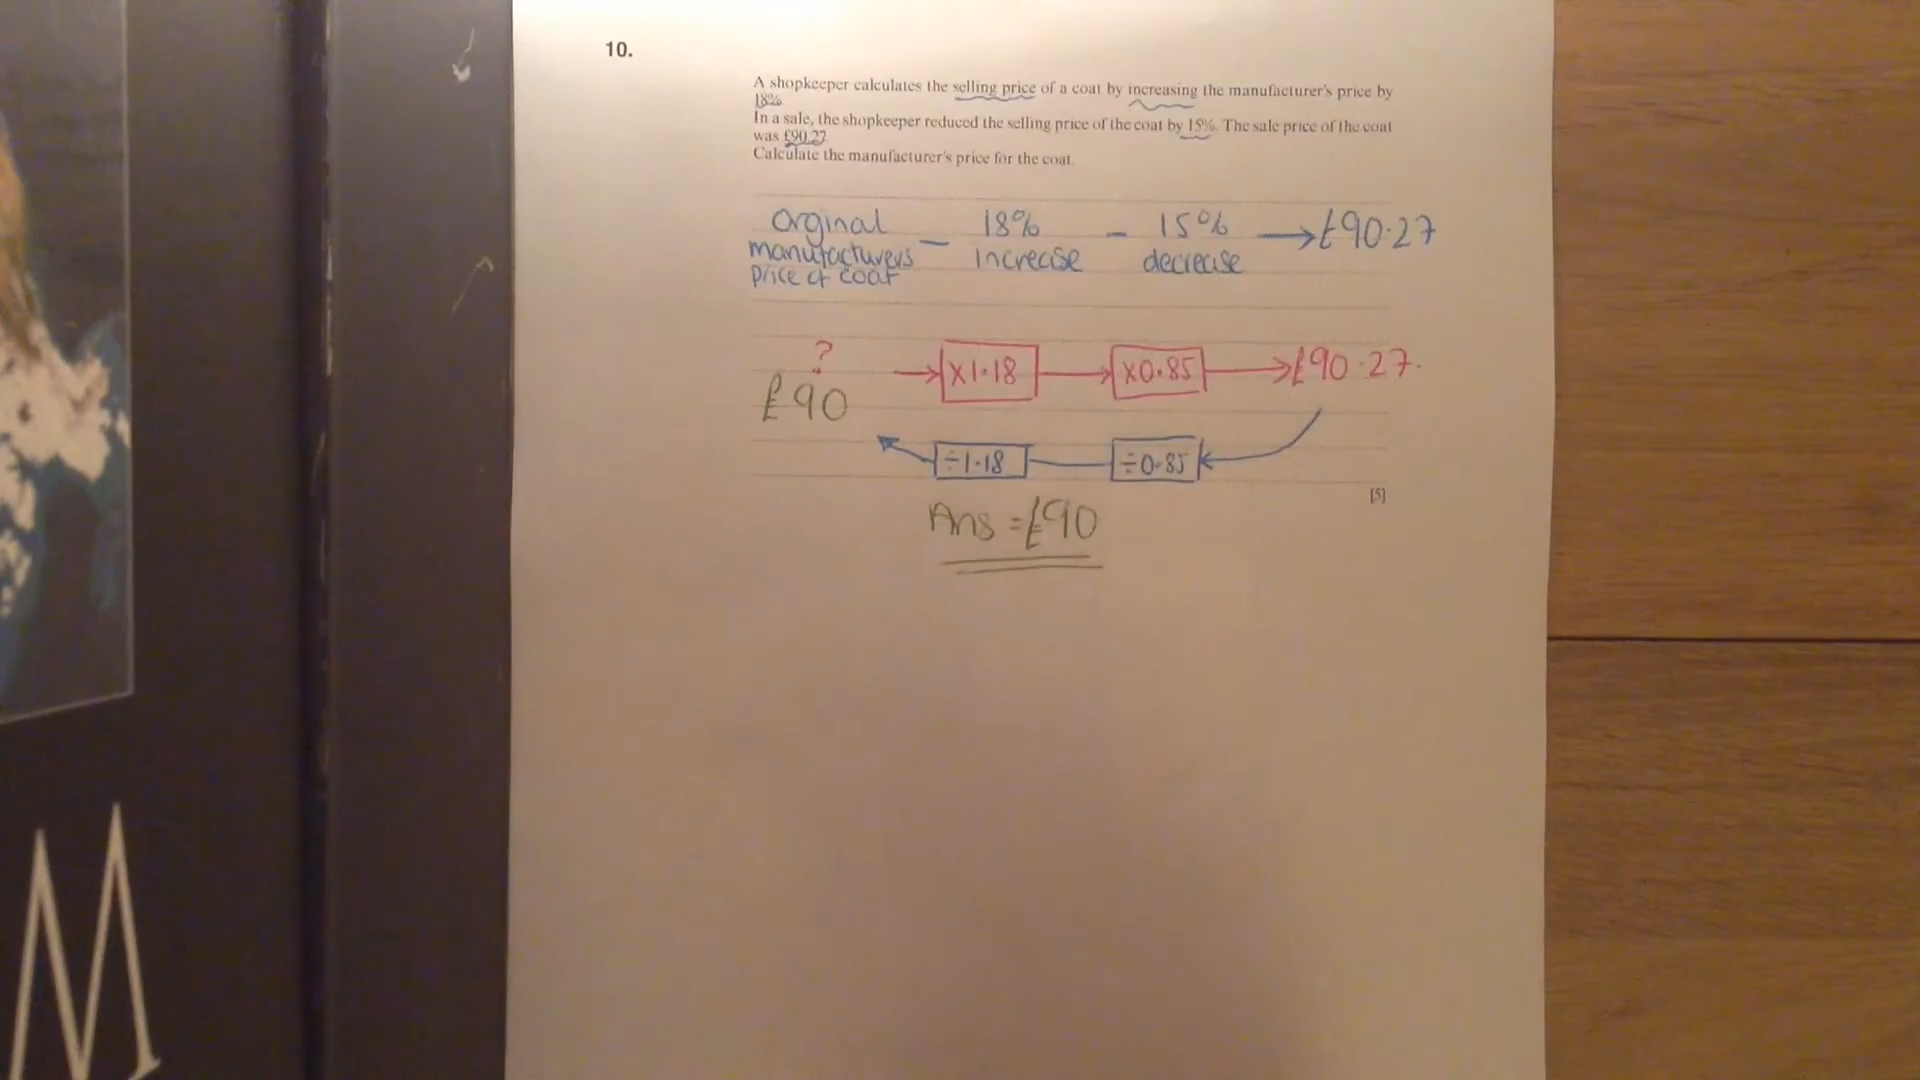 10.
A shopkeeper calculates the selling price of a coat by increasing the manufacturer's price by
18%.
In a sale, the shopkeeper reduced the selling price of the coat by 15%. The sale price of the coat
was £90.27.
Calculate the manufacturer's price for the coat.
Orginal
manufacturers
price of coat
– 18% increase
– 15% decrease
→ £90.27
?
£90
→ ×1.18 → ×0.85 → £90.27.
÷1.18 ÷0.85
[5]
Ans = £90
M